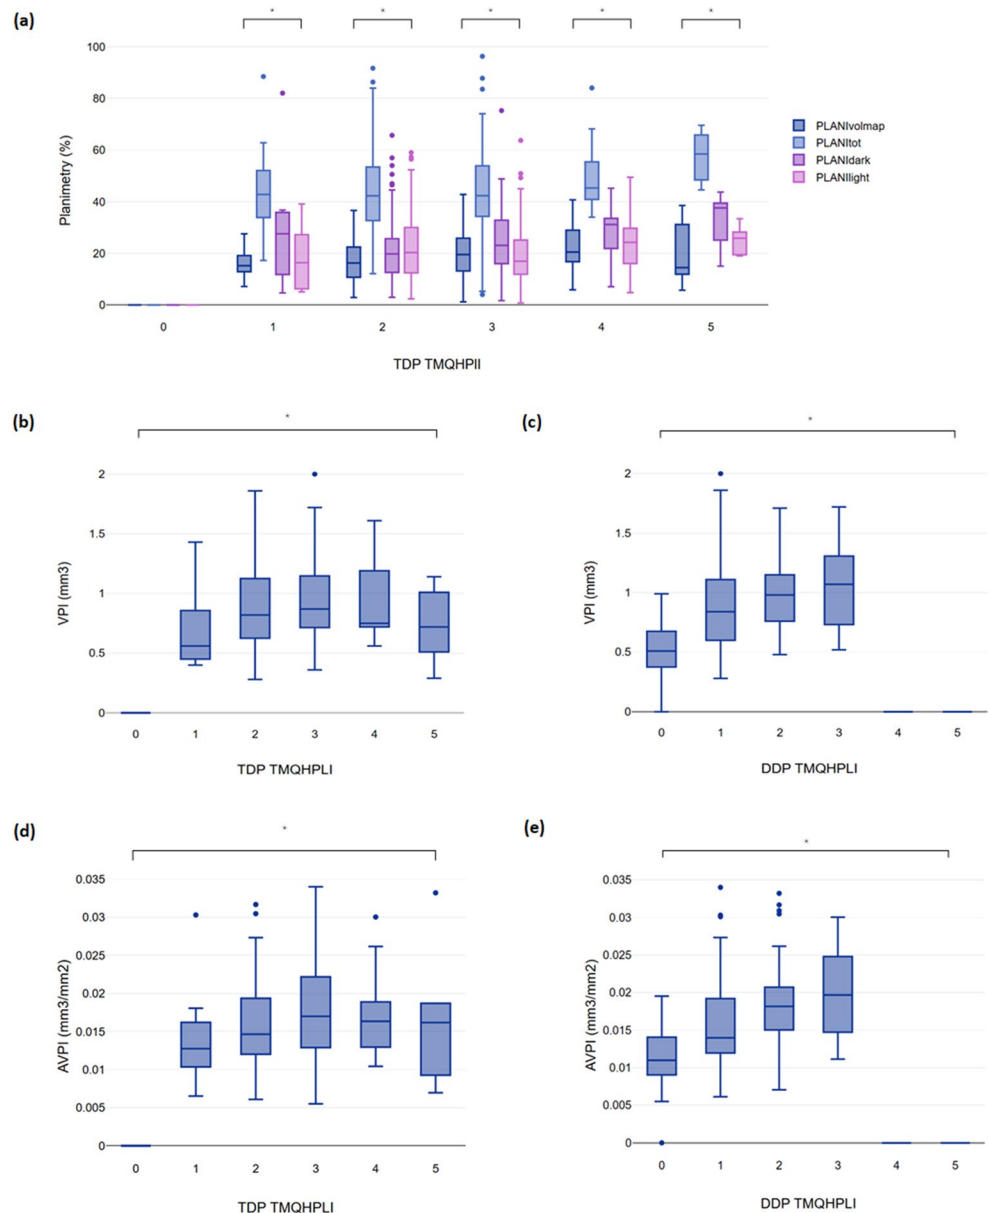 (a)
* * * * *
100
80
60
40
20
0
Planimetry (%)
0 1 2 3 4 5
TDP TMQHPII
PLANIvolmap
PLANItot
PLANIdark
PLANIlight
(b)
*
2
1.5
1
0.5
0
VPI (mm3)
0 1 2 3 4 5
TDP TMQHPLI
(c)
*
2
1.5
1
0.5
0
VPI (mm3)
0 1 2 3 4 5
DDP TMQHPLI
(d)
*
0.035
0.03
0.025
0.02
0.015
0.01
0.005
0
AVPI (mm3/mm2)
0 1 2 3 4 5
TDP TMQHPLI
(e)
*
0.035
0.03
0.025
0.02
0.015
0.01
0.005
0
AVPI (mm3/mm2)
0 1 2 3 4 5
DDP TMQHPLI